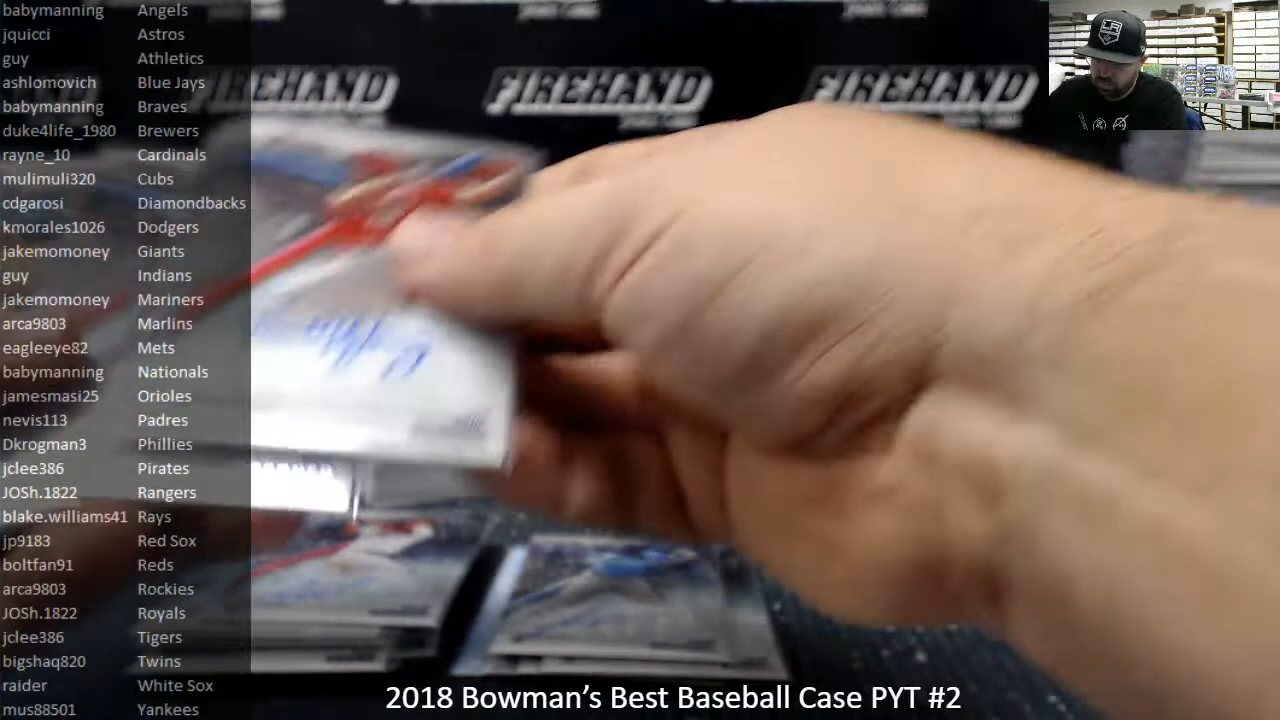 babymanning Angels
jquicci Astros
guy Athletics
ashlomovich Blue Jays
babymanning Braves
duke4life_1980 Brewers
rayne_10 Cardinals
mulimuli320 Cubs
cdgarosi Diamondbacks
kmorales1026 Dodgers
jakemomoney Giants
guy Indians
jakemomoney Mariners
arca9803 Marlins
eagleeye82 Mets
babymanning Nationals
jamesmasi25 Orioles
nevis113 Padres
Dkrogman3 Phillies
jclee386 Pirates
JOSh.1822 Rangers
blake.williams41 Rays
jp9183 Red Sox
boltfan91 Reds
arca9803 Rockies
JOSh.1822 Royals
jclee386 Tigers
bigshaq820 Twins
raider White Sox
mus88501 Yankees
FIREHAND FIREHAND FIREHAND
2018 Bowman’s Best Baseball Case PYT #2